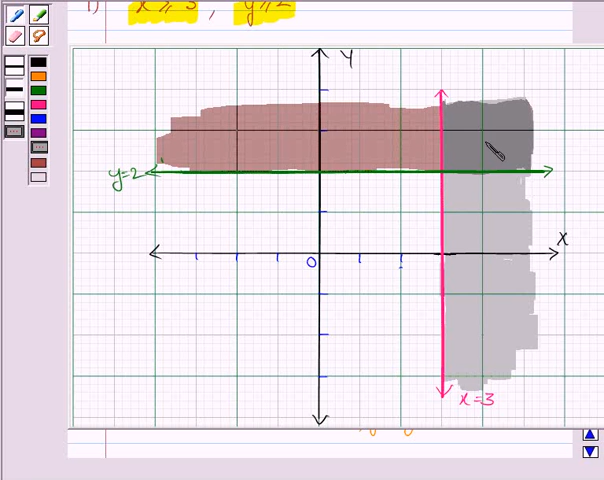 1) x ≥ 3, y ≥ 2
Y
y=2
X
0
x=3